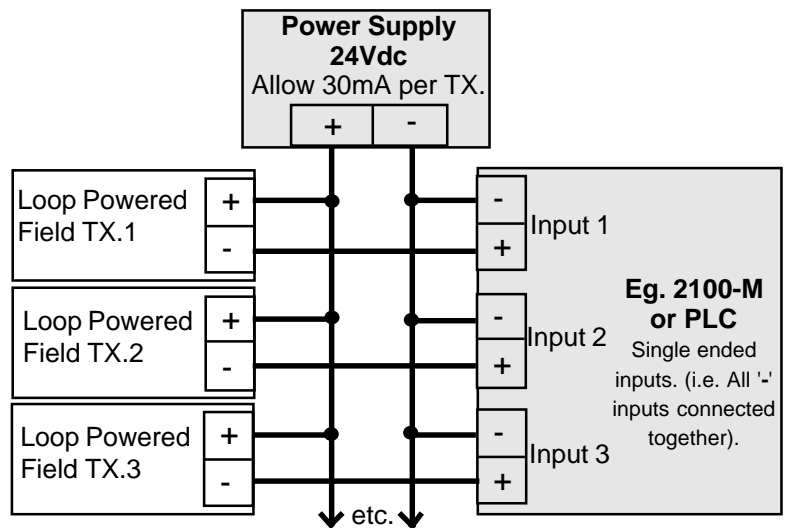 Power Supply
24Vdc
Allow 30mA per TX.
+ -
Loop Powered
Field TX.1
+
-
-
+
Input 1
Loop Powered
Field TX.2
+
-
-
+
Input 2
Loop Powered
Field TX.3
+
-
-
+
Input 3
Eg. 2100-M
or PLC
Single ended
inputs. (i.e. All '-'
inputs connected
together).
etc.